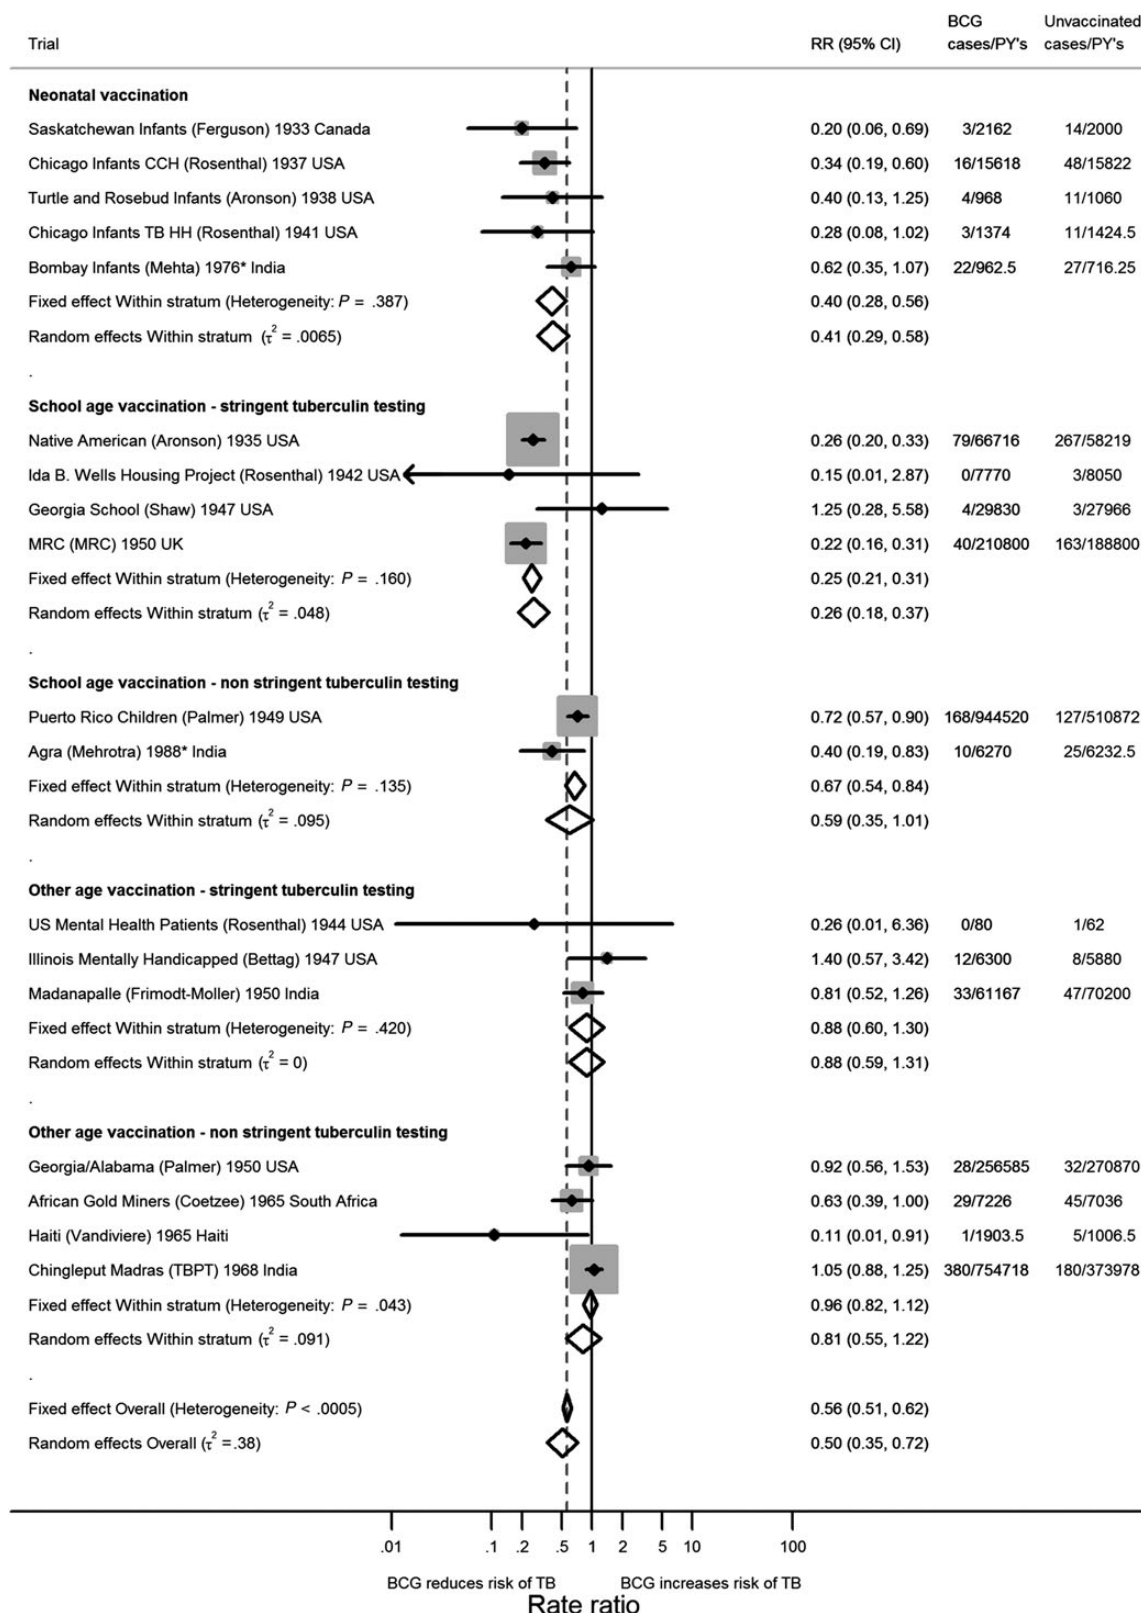 BCG Unvaccinated
Trial RR (95% CI) cases/PY's cases/PY's
Neonatal vaccination
Saskatchewan Infants (Ferguson) 1933 Canada 0.20 (0.06, 0.69) 3/2162 14/2000
Chicago Infants CCH (Rosenthal) 1937 USA 0.34 (0.19, 0.60) 16/15618 48/15822
Turtle and Rosebud Infants (Aronson) 1938 USA 0.40 (0.13, 1.25) 4/968 11/1060
Chicago Infants TB HH (Rosenthal) 1941 USA 0.28 (0.08, 1.02) 3/1374 11/1424.5
Bombay Infants (Mehta) 1976* India 0.62 (0.35, 1.07) 22/962.5 27/716.25
Fixed effect Within stratum (Heterogeneity: P = .387) 0.40 (0.28, 0.56)
Random effects Within stratum (τ² = .0065) 0.41 (0.29, 0.58)
.
School age vaccination - stringent tuberculin testing
Native American (Aronson) 1935 USA 0.26 (0.20, 0.33) 79/66716 267/58219
Ida B. Wells Housing Project (Rosenthal) 1942 USA 0.15 (0.01, 2.87) 0/7770 3/8050
Georgia School (Shaw) 1947 USA 1.25 (0.28, 5.58) 4/29830 3/27966
MRC (MRC) 1950 UK 0.22 (0.16, 0.31) 40/210800 163/188800
Fixed effect Within stratum (Heterogeneity: P = .160) 0.25 (0.21, 0.31)
Random effects Within stratum (τ² = .048) 0.26 (0.18, 0.37)
.
School age vaccination - non stringent tuberculin testing
Puerto Rico Children (Palmer) 1949 USA 0.72 (0.57, 0.90) 168/944520 127/510872
Agra (Mehrotra) 1988* India 0.40 (0.19, 0.83) 10/6270 25/6232.5
Fixed effect Within stratum (Heterogeneity: P = .135) 0.67 (0.54, 0.84)
Random effects Within stratum (τ² = .095) 0.59 (0.35, 1.01)
.
Other age vaccination - stringent tuberculin testing
US Mental Health Patients (Rosenthal) 1944 USA 0.26 (0.01, 6.36) 0/80 1/62
Illinois Mentally Handicapped (Bettag) 1947 USA 1.40 (0.57, 3.42) 12/6300 8/5880
Madanapalle (Frimodt-Moller) 1950 India 0.81 (0.52, 1.26) 33/61167 47/70200
Fixed effect Within stratum (Heterogeneity: P = .420) 0.88 (0.60, 1.30)
Random effects Within stratum (τ² = 0) 0.88 (0.59, 1.31)
.
Other age vaccination - non stringent tuberculin testing
Georgia/Alabama (Palmer) 1950 USA 0.92 (0.56, 1.53) 28/256585 32/270870
African Gold Miners (Coetzee) 1965 South Africa 0.63 (0.39, 1.00) 29/7226 45/7036
Haiti (Vandiviere) 1965 Haiti 0.11 (0.01, 0.91) 1/1903.5 5/1006.5
Chingleput Madras (TBPT) 1968 India 1.05 (0.88, 1.25) 380/754718 180/373978
Fixed effect Within stratum (Heterogeneity: P = .043) 0.96 (0.82, 1.12)
Random effects Within stratum (τ² = .091) 0.81 (0.55, 1.22)
.
Fixed effect Overall (Heterogeneity: P < .0005) 0.56 (0.51, 0.62)
Random effects Overall (τ² =.38) 0.50 (0.35, 0.72)
.01 .1 .2 .5 1 2 5 10 100
BCG reduces risk of TB BCG increases risk of TB
Rate ratio